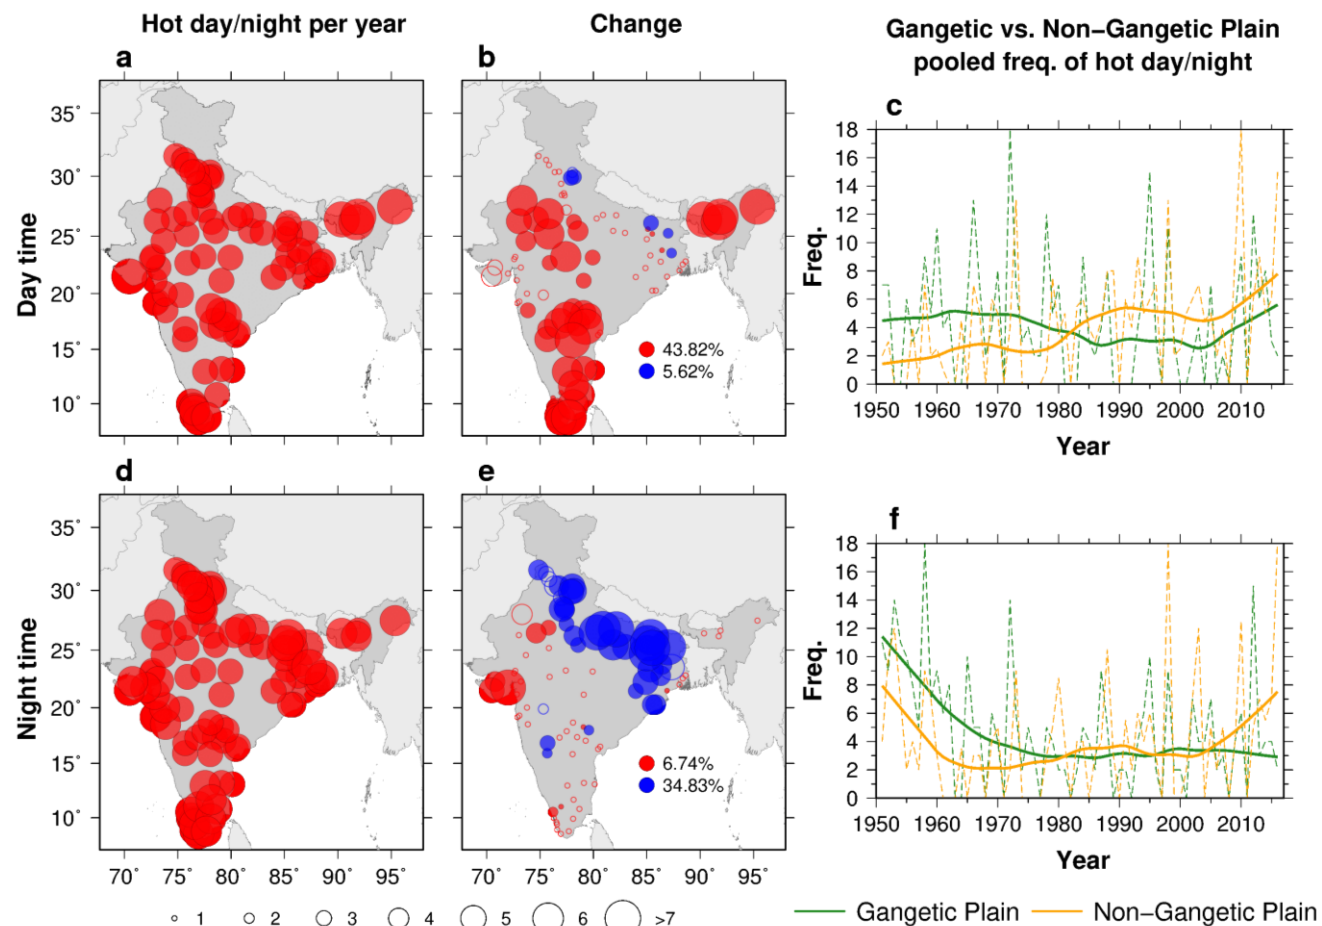 Hot day/night per year
Change
Gangetic vs. Non−Gangetic Plain
pooled freq. of hot day/night
a
b
c
Day time
35˚
30˚
25˚
20˚
15˚
10˚
43.82%
5.62%
Freq.
18
16
14
12
10
8
6
4
2
0
1950 1960 1970 1980 1990 2000 2010
Year
d
e
f
Night time
35˚
30˚
25˚
20˚
15˚
10˚
70˚ 75˚ 80˚ 85˚ 90˚ 95˚
6.74%
34.83%
70˚ 75˚ 80˚ 85˚ 90˚ 95˚
Freq.
18
16
14
12
10
8
6
4
2
0
1950 1960 1970 1980 1990 2000 2010
Year
1 2 3 4 5 6 >7
Gangetic Plain Non−Gangetic Plain